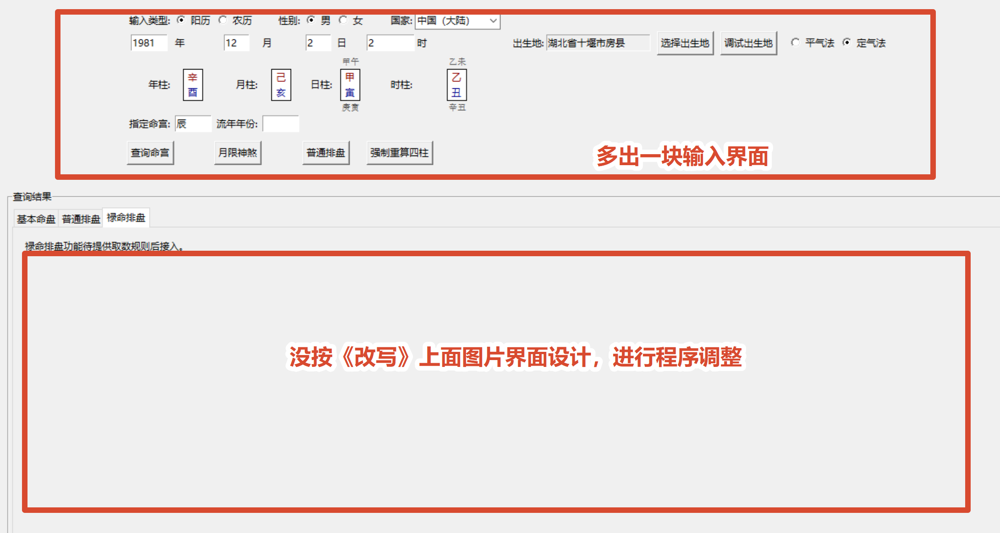 输入类型: 阳历 农历 性别: 男 女 国家: 中国（大陆）
1981 年 12 月 2 日 2 时 出生地: 湖北省十堰市房县 选择出生地 调试出生地 平气法 定气法
甲午 乙未
年柱: 辛酉 月柱: 己亥 日柱: 甲寅 时柱: 乙丑
庚寅 辛丑
指定命宫: 辰 流年年份:
查询命宫 月限神煞 普通排盘 强制重算四柱
多出一块输入界面
查询结果
基本命盘 普通排盘 禄命排盘
禄命排盘功能待提供取数规则后接入。
没按《改写》上面图片界面设计，进行程序调整